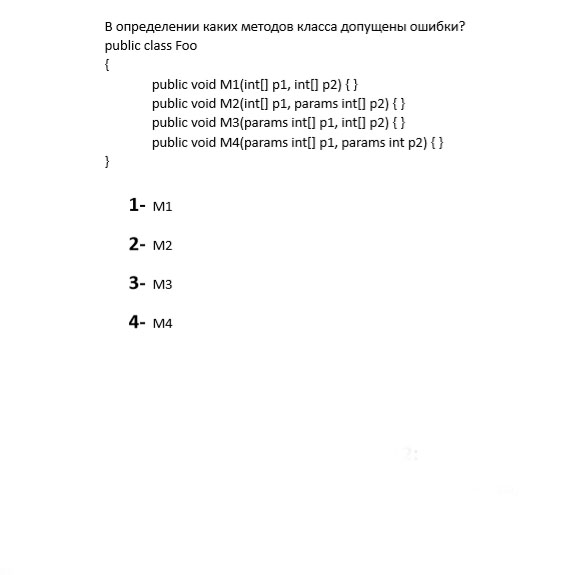 В определении каких методов класса допущены ошибки?
public class Foo
{
public void M1(int[] p1, int[] p2) { }
public void M2(int[] p1, params int[] p2) { }
public void M3(params int[] p1, int[] p2) { }
public void M4(params int[] p1, params int p2) { }
}
1- M1
2- M2
3- M3
4- M4